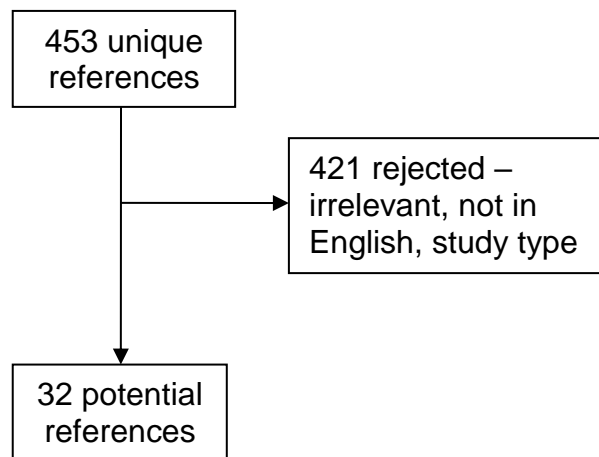 453 unique
references
421 rejected –
irrelevant, not in
English, study type
32 potential
references